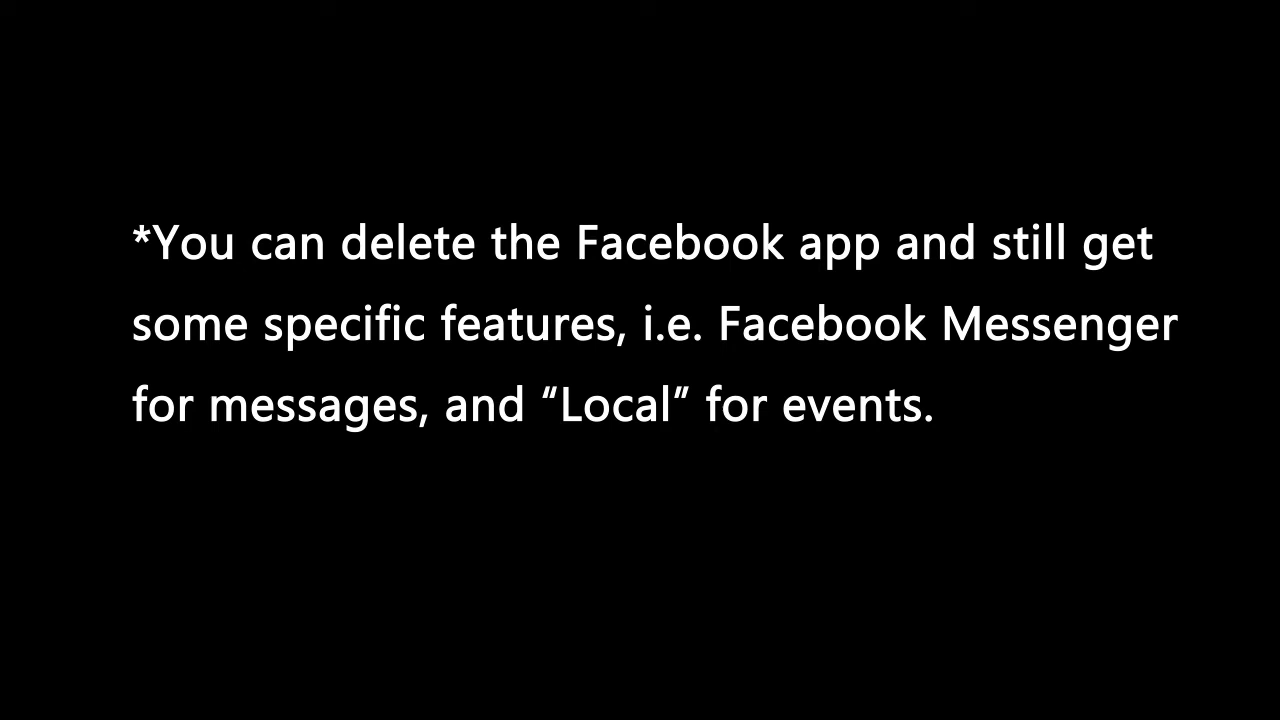 *You can delete the Facebook app and still get
some specific features, i.e. Facebook Messenger
for messages, and “Local” for events.